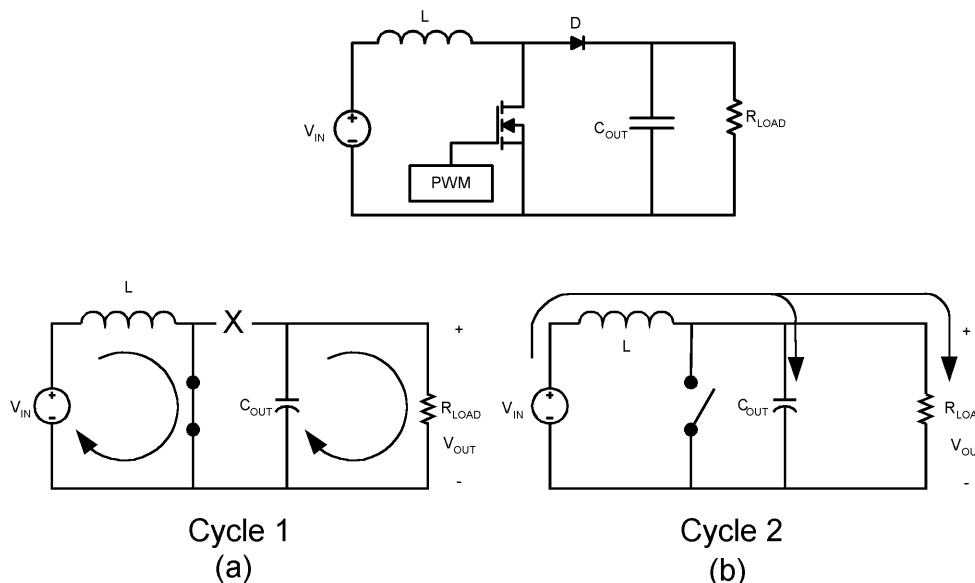 L
D
V_IN
+
-
PWM
C_OUT
R_LOAD
L
X
V_IN
+
-
C_OUT
R_LOAD
+
V_OUT
-
Cycle 1
(a)
L
V_IN
+
-
C_OUT
+
R_LOA
V_OU
-
Cycle 2
(b)